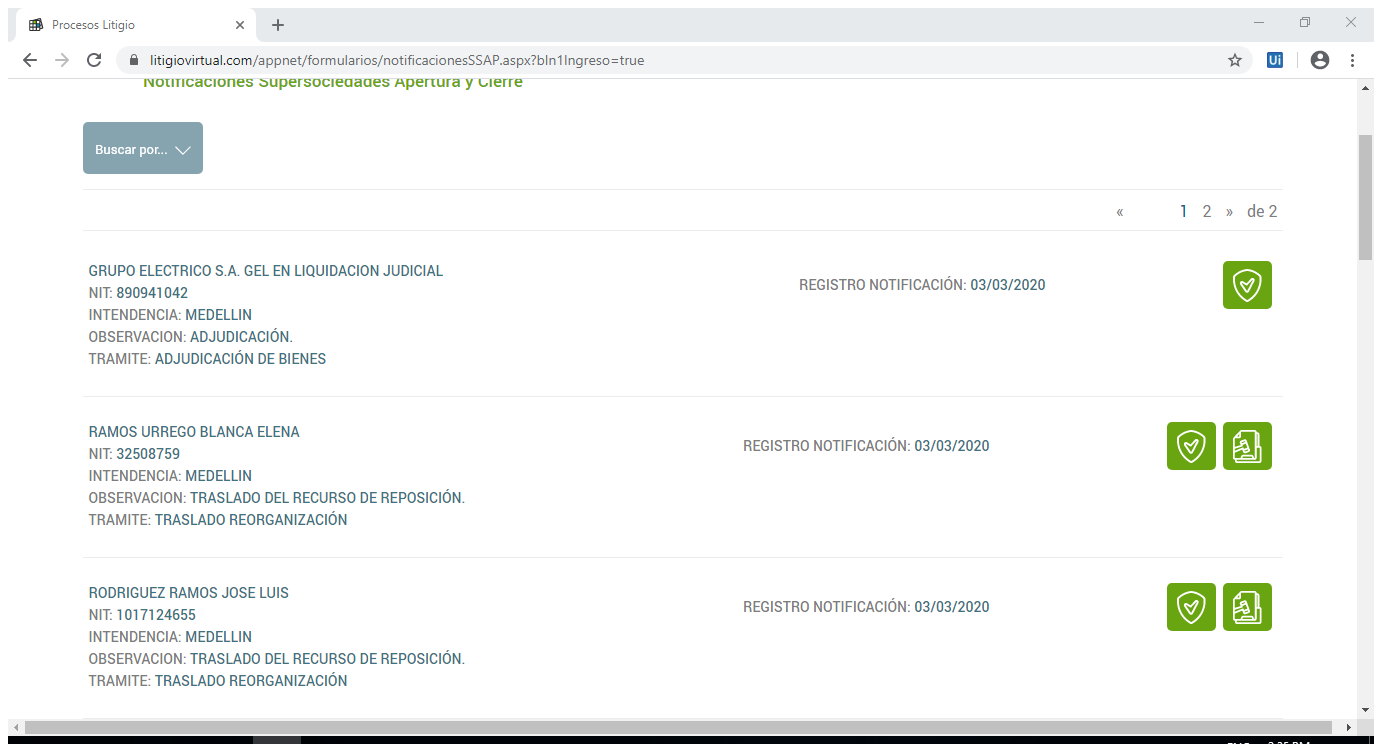 Procesos Litigio
litigiovirtual.com/appnet/formularios/notificacionesSSAP.aspx?bln1Ingreso=true
Ui
Notificaciones Supersociedades Apertura y Cierre
Buscar por...
« 1 2 » de 2
GRUPO ELECTRICO S.A. GEL EN LIQUIDACION JUDICIAL
NIT: 890941042
REGISTRO NOTIFICACIÓN: 03/03/2020
INTENDENCIA: MEDELLIN
OBSERVACION: ADJUDICACIÓN.
TRAMITE: ADJUDICACIÓN DE BIENES
RAMOS URREGO BLANCA ELENA
NIT: 32508759
REGISTRO NOTIFICACIÓN: 03/03/2020
INTENDENCIA: MEDELLIN
OBSERVACION: TRASLADO DEL RECURSO DE REPOSICIÓN.
TRAMITE: TRASLADO REORGANIZACIÓN
RODRIGUEZ RAMOS JOSE LUIS
NIT: 1017124655
REGISTRO NOTIFICACIÓN: 03/03/2020
INTENDENCIA: MEDELLIN
OBSERVACION: TRASLADO DEL RECURSO DE REPOSICIÓN.
TRAMITE: TRASLADO REORGANIZACIÓN